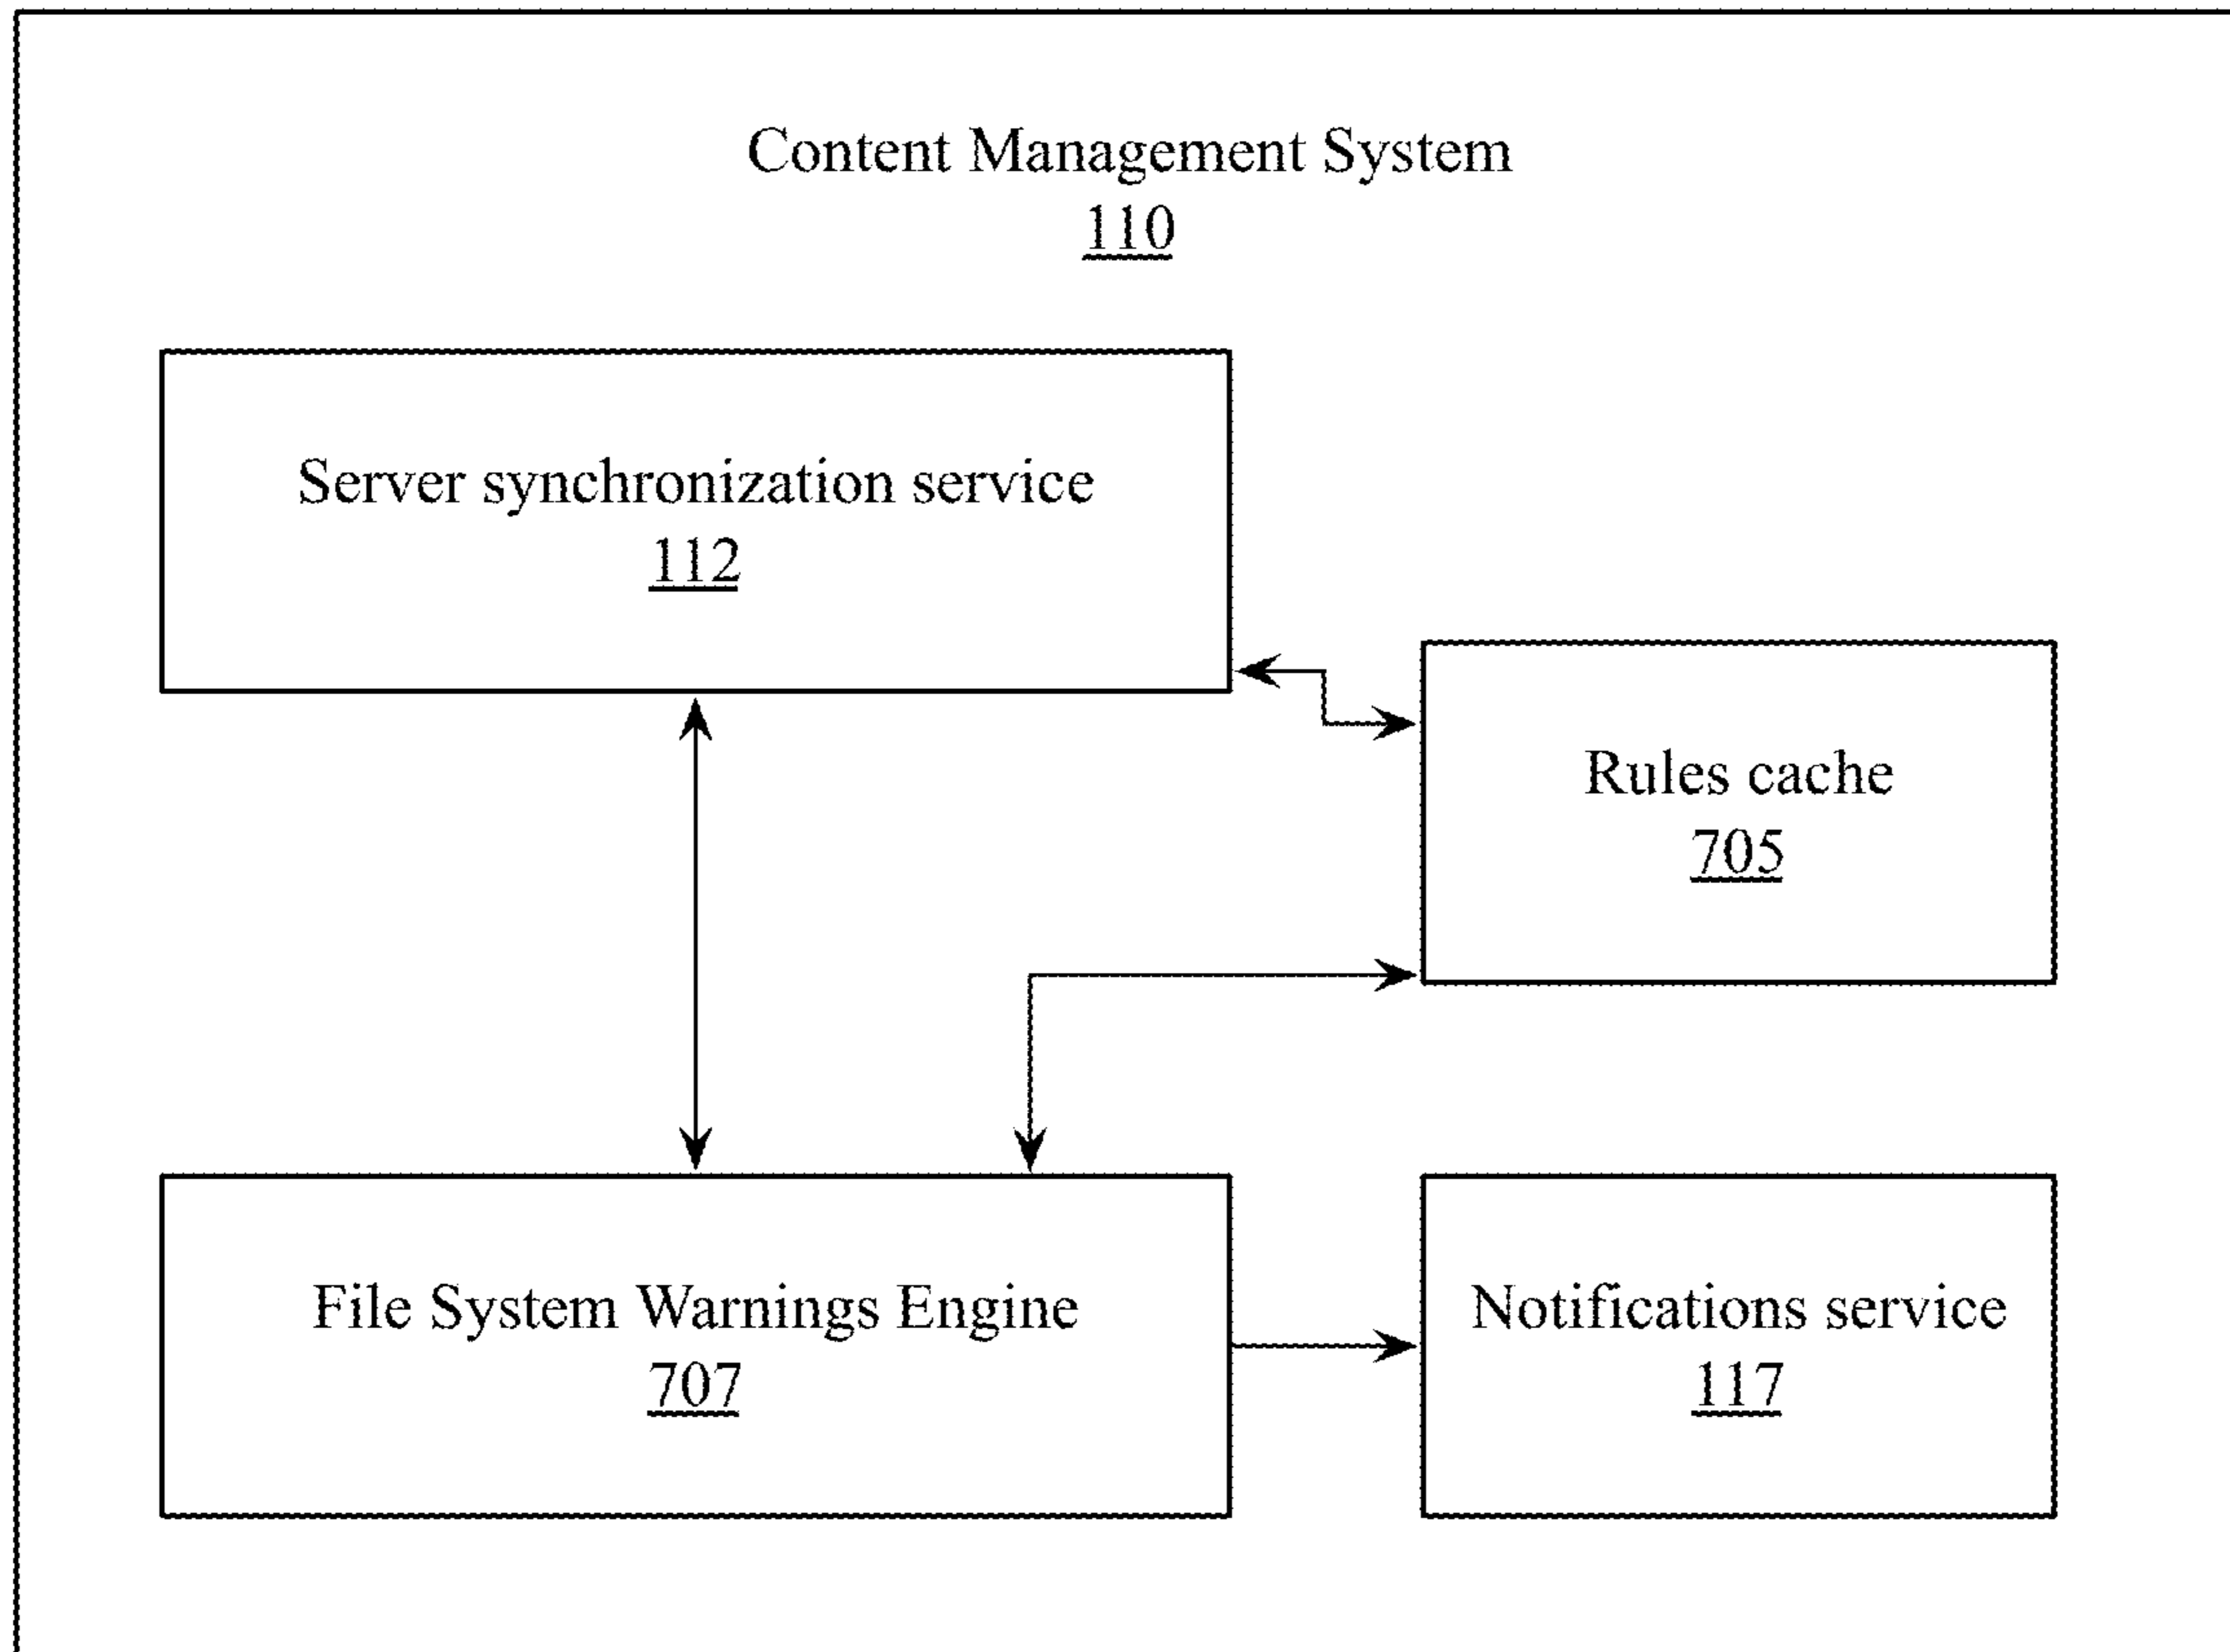 Content Management System
110
Server synchronization service
112
Rules cache
705
File System Warnings Engine
707
Notifications service
117